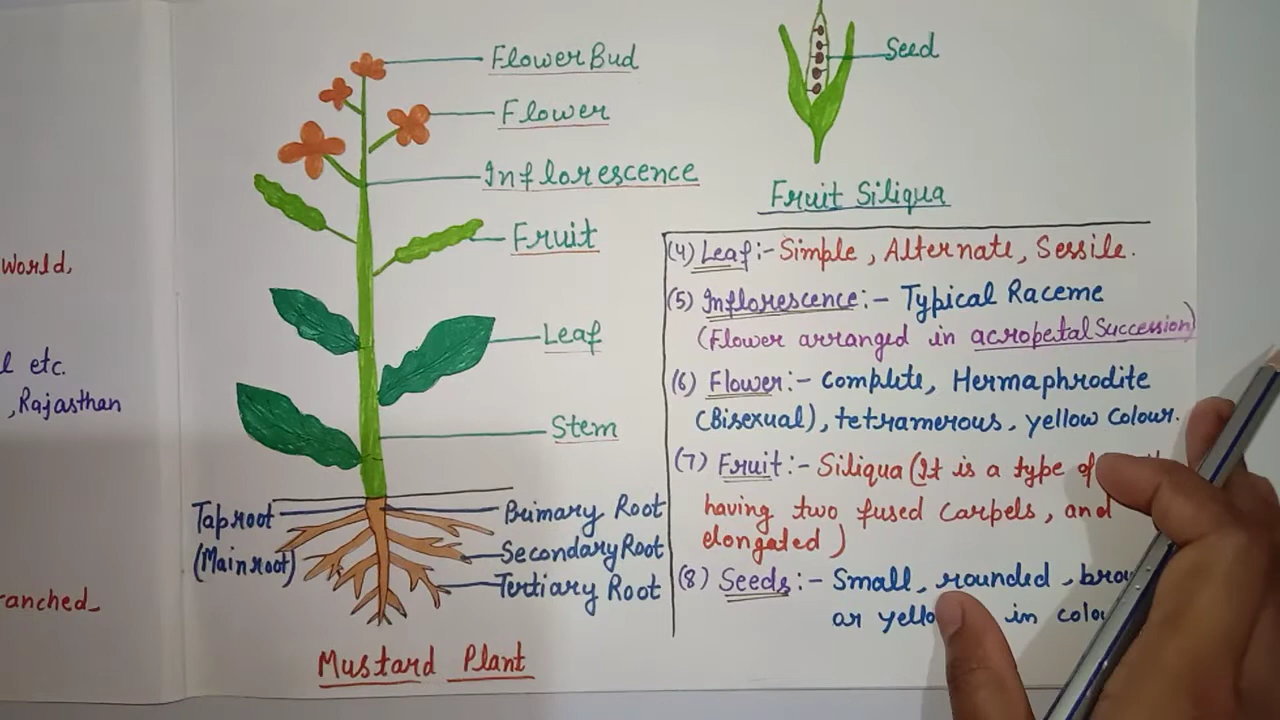 World,
l etc.
,Rajasthan
ranched
Flower Bud
Flower
Inflorescence
Fruit
Leaf
Stem
Taproot
(Main root)
Primary Root
Secondary Root
Tertiary Root
Mustard Plant
Seed
Fruit Siliqua
(4) Leaf:- Simple, Alternate, Sessile.
(5) Inflorescence:- Typical Raceme
(Flower arranged in acropetal Succession)
(6) Flower:- Complete, Hermaphrodite
(Bisexual), tetramerous, yellow colour.
(7) Fruit:- Siliqua (It is a type of
having two fused carpels, and
elongated)
(8) Seeds:- Small, rounded, brow
or yello in colou